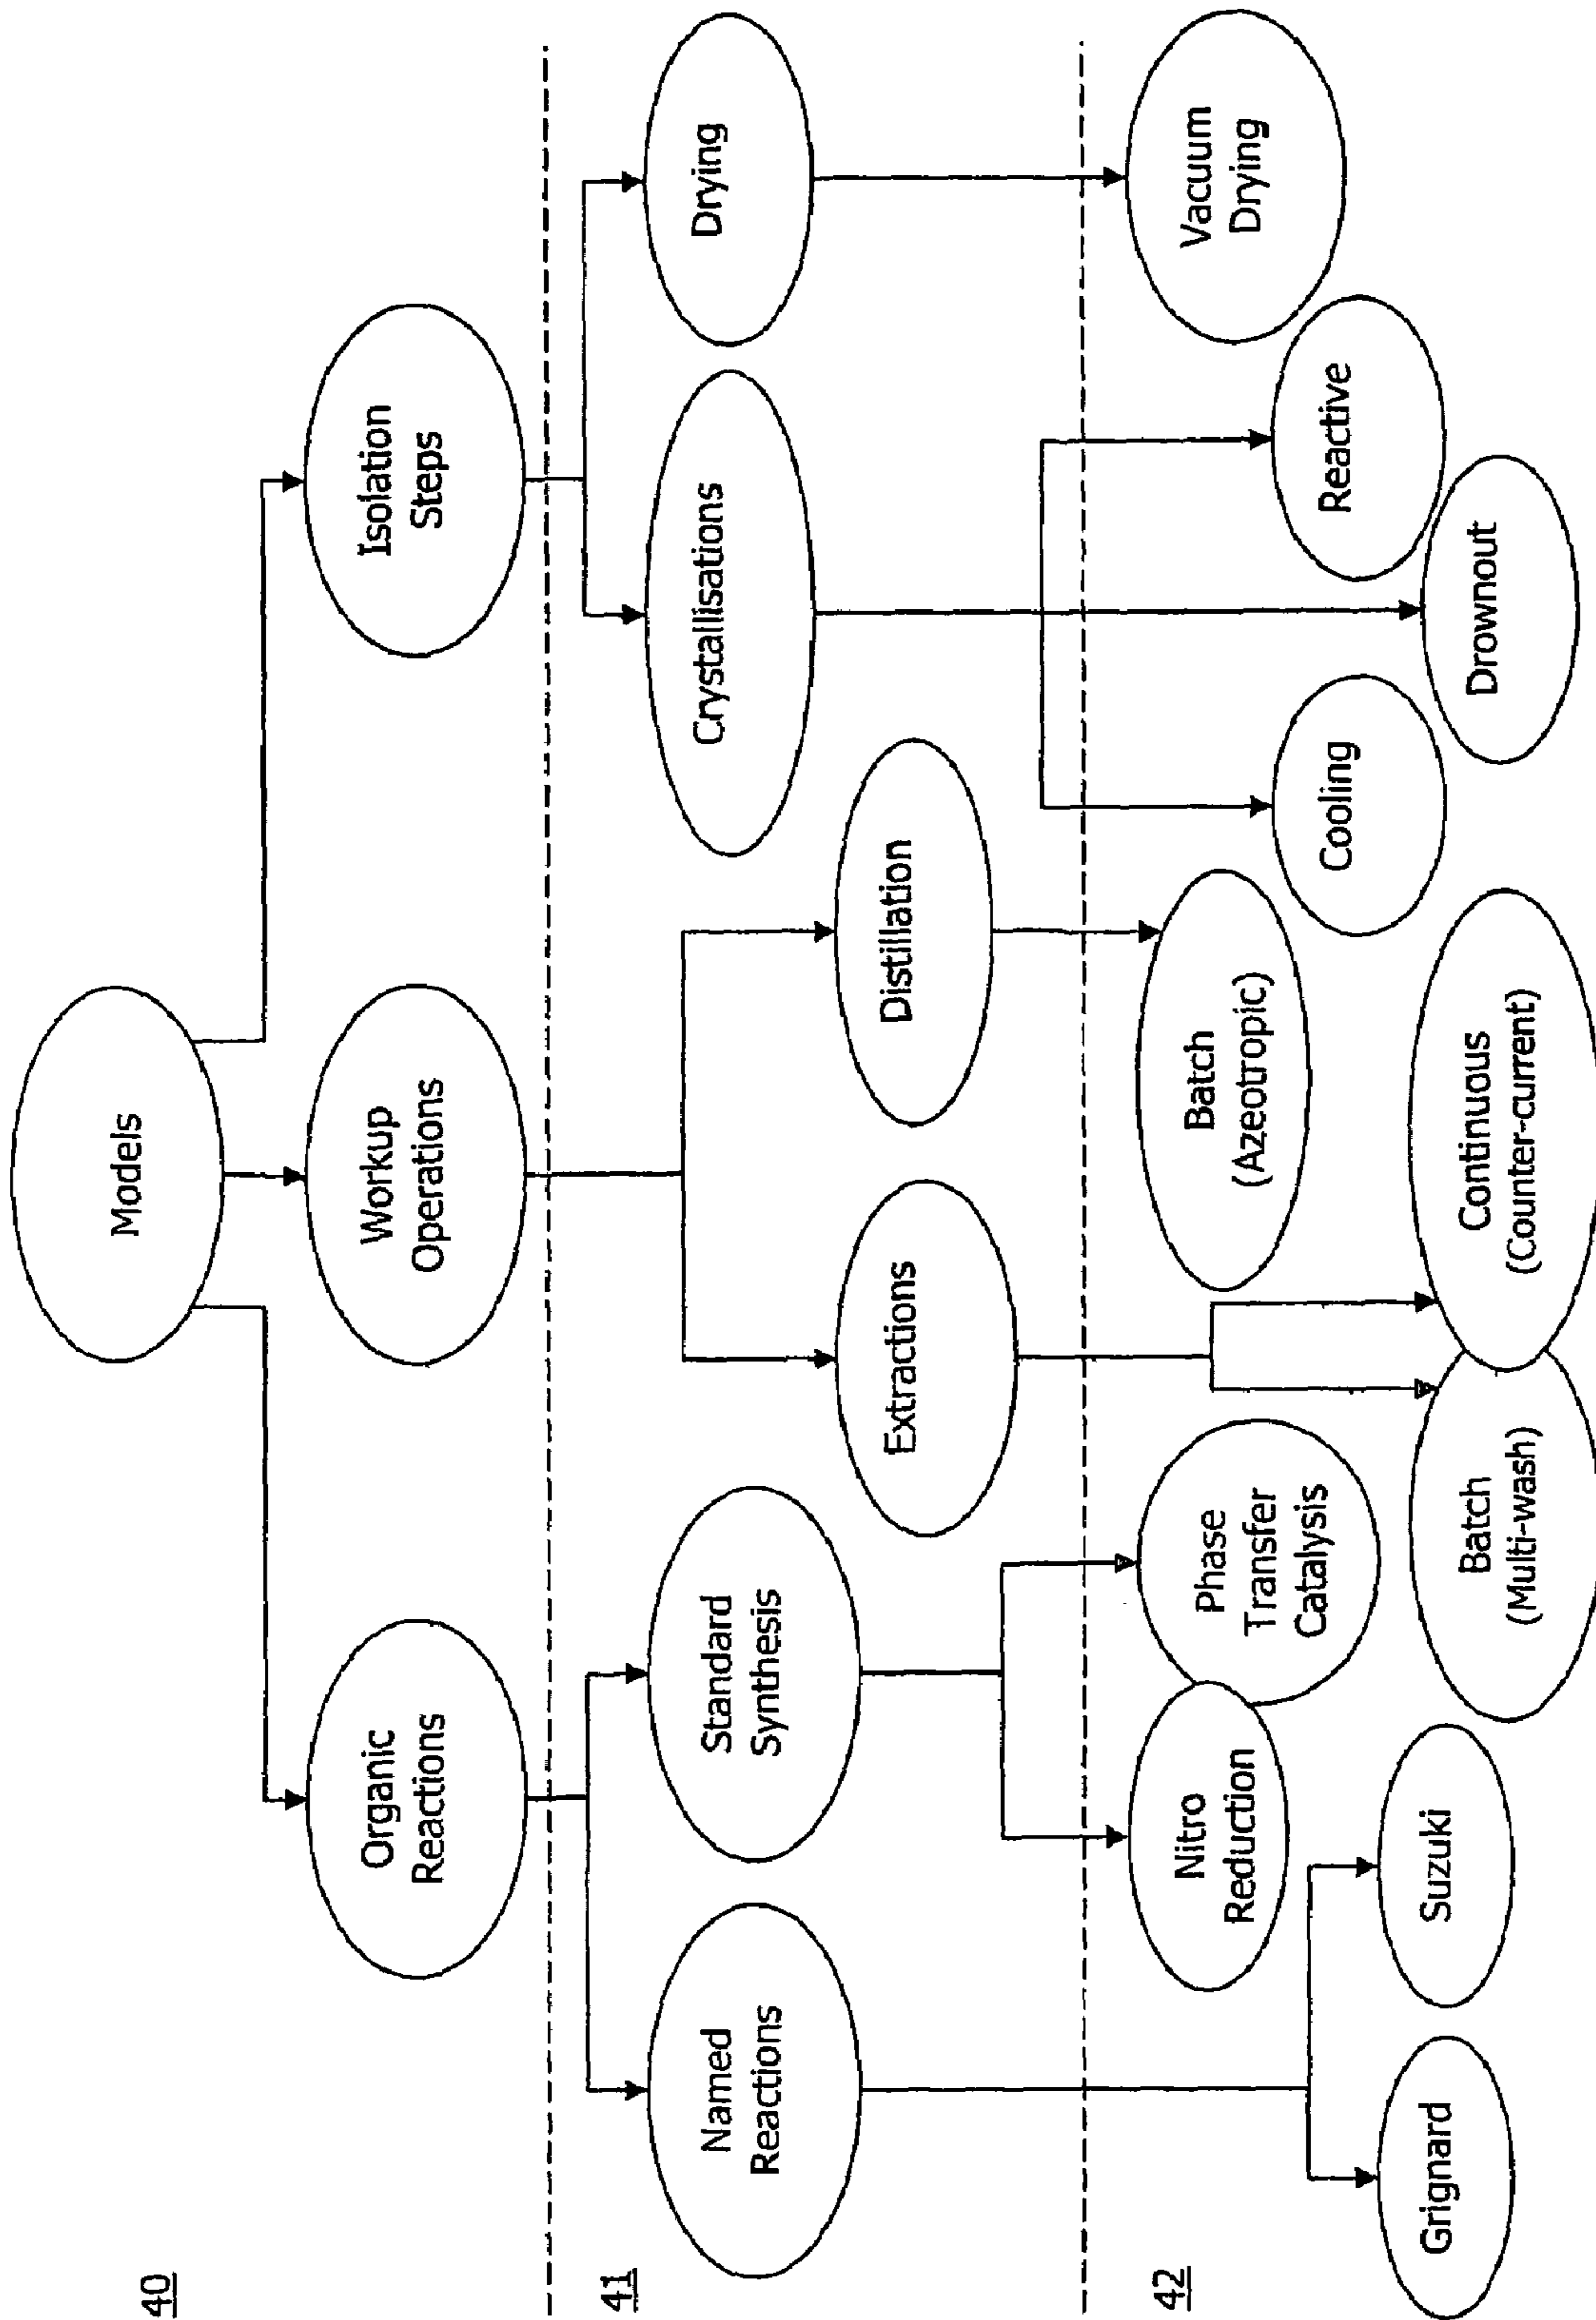 40
Models
Organic
Reactions
Workup
Operations
Isolation
Steps
41
Named
Reactions
Standard
Synthesis
Extractions
Distillation
Crystallisations
Drying
42
Grignard
Suzuki
Nitro
Reduction
Phase
Transfer
Catalysis
Batch
(Multi-wash)
Continuous
(Counter-current)
Batch
(Azeotropic)
Cooling
Drownout
Reactive
Vacuum
Drying